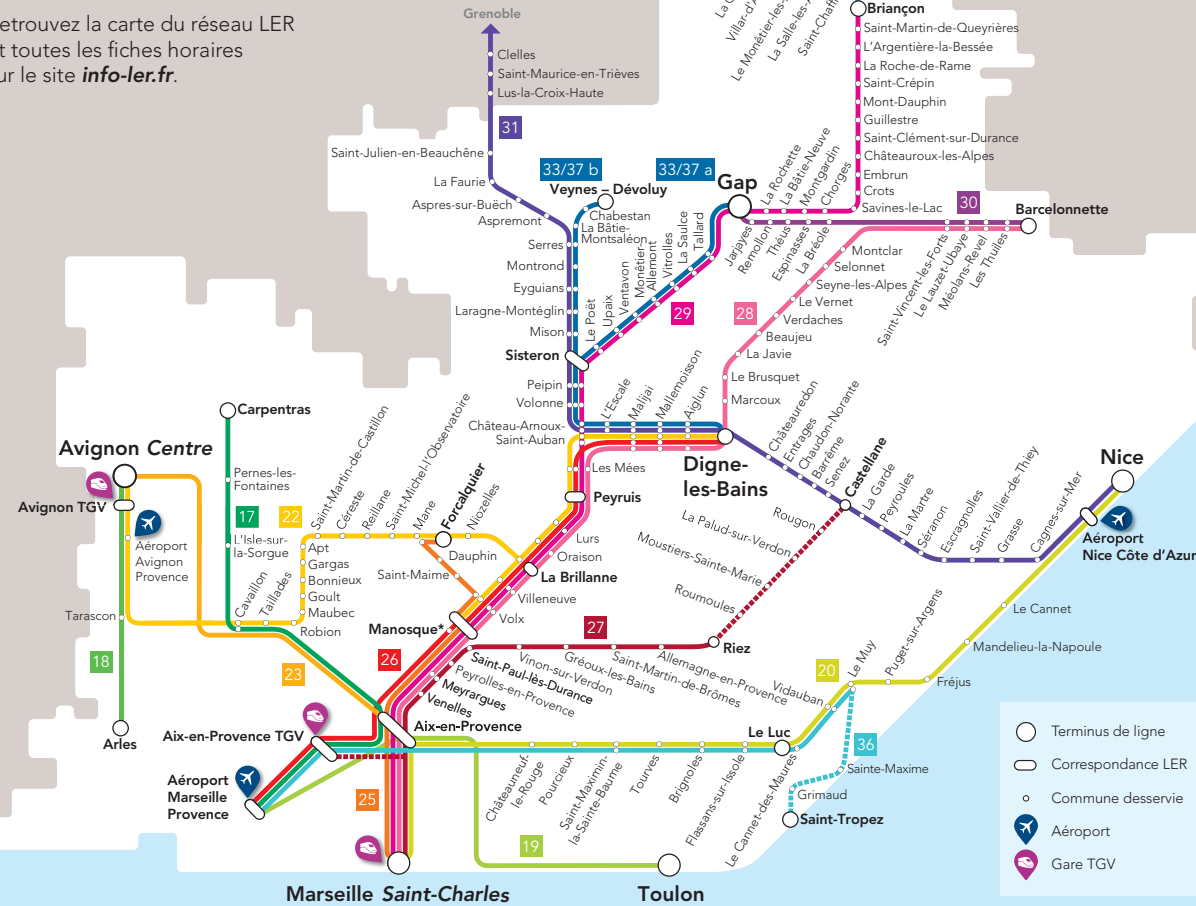 etrouvez la carte du réseau LER
t toutes les fiches horaires
ur le site info-ler.fr.
Grenoble
Clelles
Saint-Maurice-en-Trièves
Lus-la-Croix-Haute
31
Saint-Julien-en-Beauchêne
La Faurie
Aspres-sur-Buëch
Aspremont
Serres
Montrond
Eyguians
Laragne-Montéglin
Mison
Sisteron
Peipin
Volonne
Château-Arnoux-
Saint-Auban
33/37 b
Veynes – Dévoluy
Chabestan
La Bâtie-
Montsaléon
33/37 a
Gap
Le Poët
Upaix
Ventavon
Monêtier-
Allemont
Vitrolles
La Saulce
Tallard
29
Villar-d'A
Le Monêtier-les-
La Salle-les-A
Saint-Chaff
Briançon
Saint-Martin-de-Queyrières
L'Argentière-la-Bessée
La Roche-de-Rame
Saint-Crépin
Mont-Dauphin
Guillestre
Saint-Clément-sur-Durance
Châteauroux-les-Alpes
Embrun
Crots
Savines-le-Lac
La Rochette
La Bâtie-Neuve
Montgardin
Chorges
30
Barcelonnette
Jarjayes
Remollon
Théus
Espinasses
La Bréole
Saint-Vincent-les-Forts
Le Lauzet-Ubaye
Méolans-Revel
Les Thuiles
28
Montclar
Selonnet
Seyne-les-Alpes
Le Vernet
Verdaches
Beaujeu
La Javie
Le Brusquet
Marcoux
L'Escale
Malijai
Mallemoisson
Aiglun
Digne-
les-Bains
Châteauredon
Entrages
Chaudon-Norante
Barrême
Senez
Castellane
La Garde
Peyroules
La Martre
Séranon
Escragnolles
Saint-Vallier-de-Thiey
Grasse
Cagnes-sur-Mer
Nice
Aéroport
Nice Côte d'Azur
Carpentras
Pernes-les-
Fontaines
17
L'Isle-sur-
la-Sorgue
Avignon Centre
Avignon TGV
Aéroport
Avignon
Provence
Tarascon
18
Arles
22
Cavaillon
Taillades
Robion
Maubec
Goult
Bonnieux
Gargas
Apt
Saint-Martin-de-Castillon
Céreste
Reillane
Saint-Michel-l'Observatoire
Mane
Forcalquier
Niozelles
Dauphin
Saint-Maime
Les Mées
Peyruis
Lurs
Oraison
La Brillanne
Villeneuve
Volx
Manosque*
23
26
27
Rougon
La Palud-sur-Verdon
Moustiers-Sainte-Marie
Roumoules
Riez
Allemagne-en-Provence
Saint-Martin-de-Brômes
Gréoux-les-Bains
Vinon-sur-Verdon
Saint-Paul-lès-Durance
Peyrolles-en-Provence
Meyrargues
Venelles
Aix-en-Provence
Aix-en-Provence TGV
Aéroport
Marseille
Provence
25
Marseille Saint-Charles
19
Toulon
Châteauneuf-
le-Rouge
Pourcieux
Saint-Maximin-
la-Sainte-Baume
Tourves
Brignoles
Flassans-sur-Issole
Le Luc
Le Cannet-des-Maures
Vidauban
20
Le Muy
Puget-sur-Argens
Fréjus
Mandelieu-la-Napoule
Le Cannet
36
Sainte-Maxime
Grimaud
Saint-Tropez
Terminus de ligne
Correspondance LER
Commune desservie
Aéroport
Gare TGV